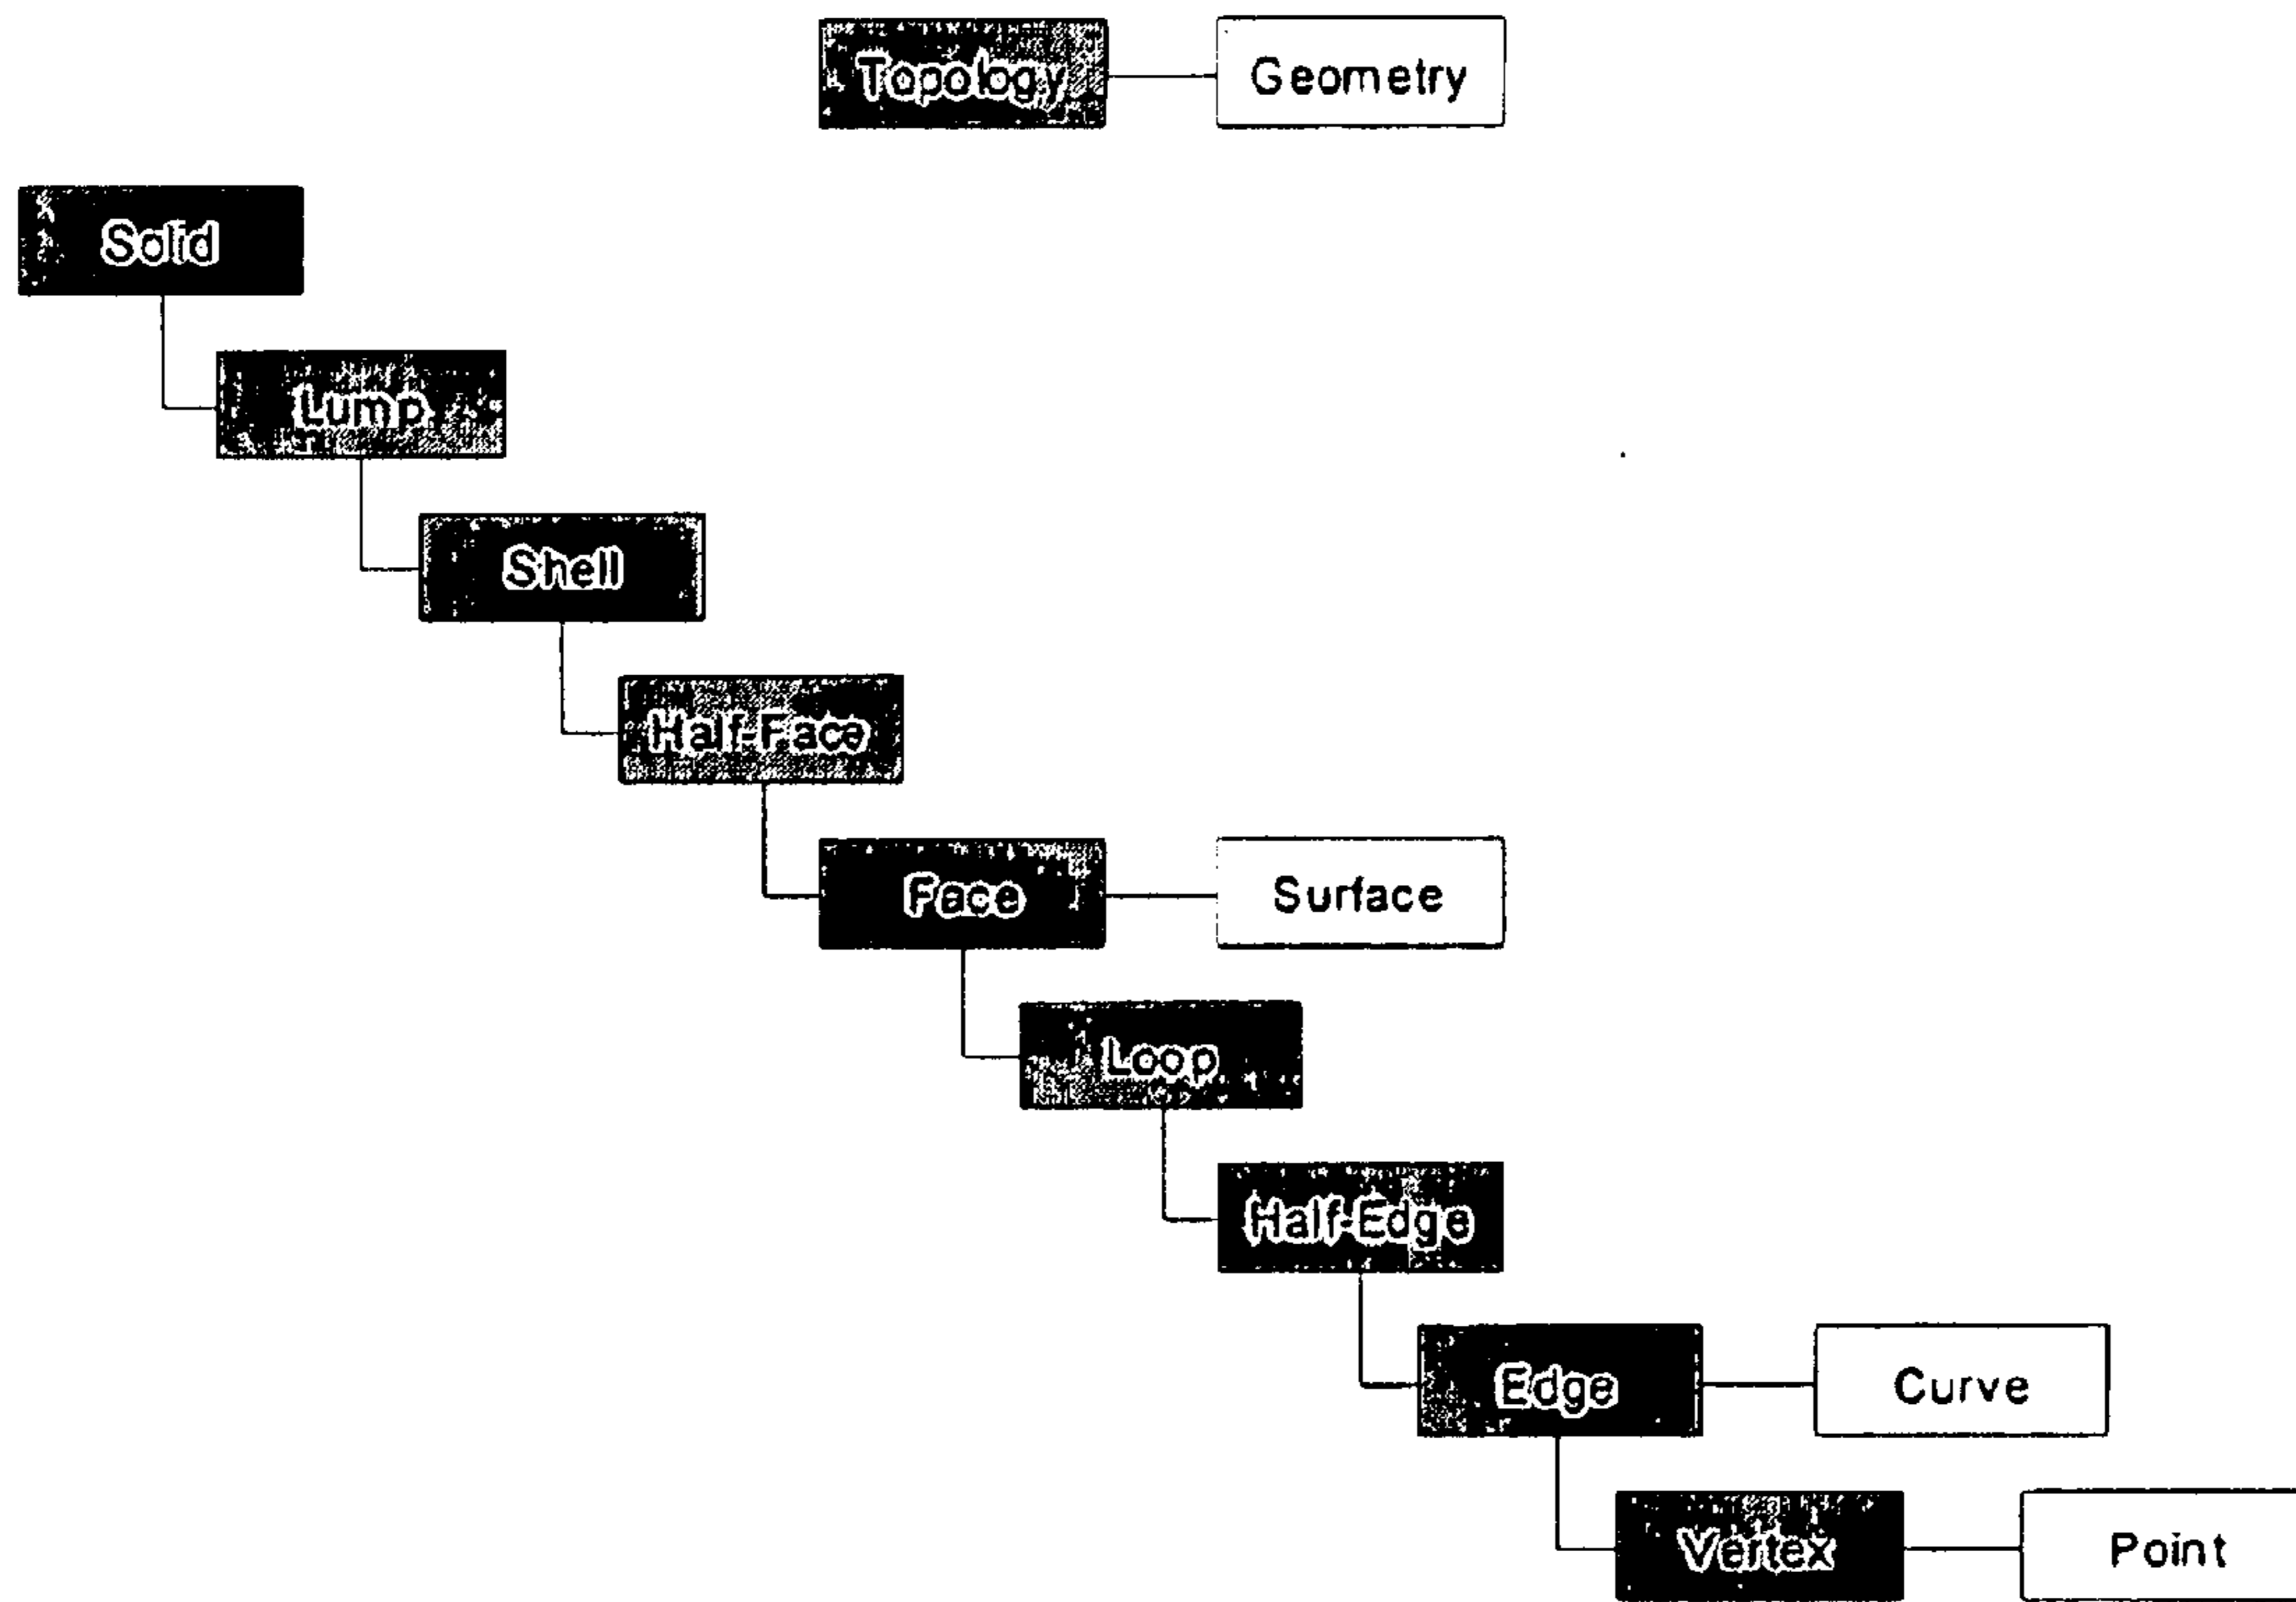 Topology
Geometry
Solid
Lump
Shell
Half-Face
Face
Surface
Loop
Half-Edge
Edge
Curve
Vertex
Point